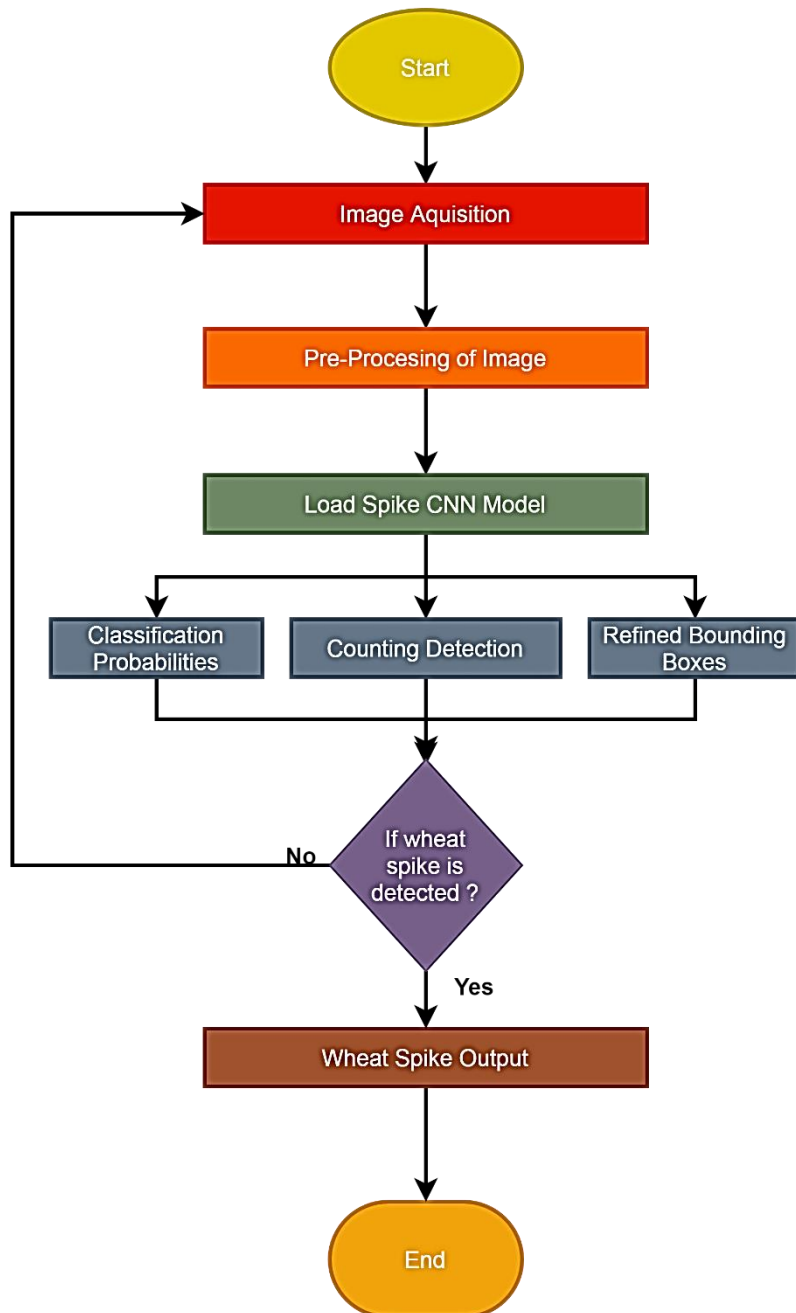 Start
Image Aquisition
Pre-Procesing of Image
Load Spike CNN Model
Classification
Probabilities
Counting Detection
Refined Bounding
Boxes
If wheat
spike is
detected ?
No
Yes
Wheat Spike Output
End